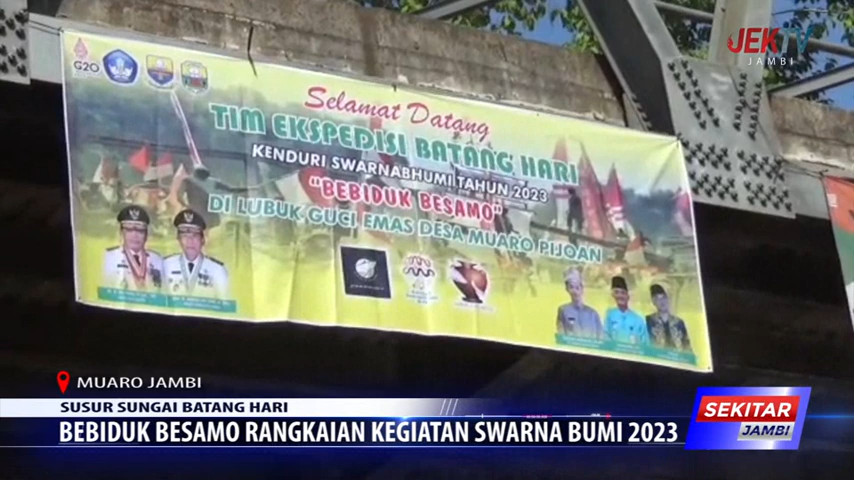 JEKTV
JAMBI
G20
Selamat Datang
TIM EKSPEDISI BATANG HARI
KENDURI SWARNABHUMI TAHUN 2023
"BEBIDUK BESAMO"
DI LUBUK GUCI EMAS DESA MUARO PIJOAN
MUARO JAMBI
SUSUR SUNGAI BATANG HARI
BEBIDUK BESAMO RANGKAIAN KEGIATAN SWARNA BUMI 2023
SEKITAR
JAMBI